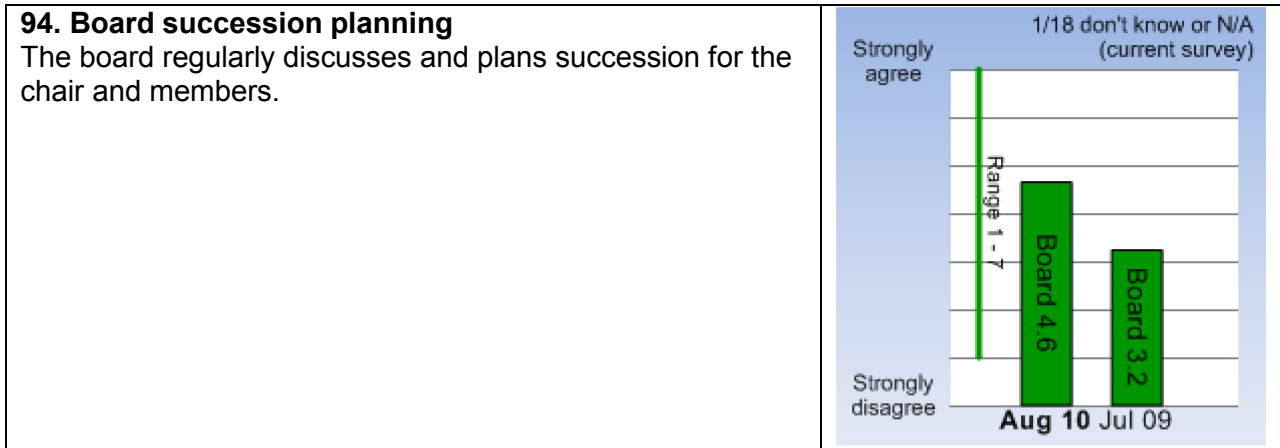 94. Board succession planning
The board regularly discusses and plans succession for the
chair and members.
1/18 don't know or N/A
(current survey)
Strongly
agree
Range 1 - 7
Board 4.6
Board 3.2
Strongly
disagree
Aug 10 Jul 09